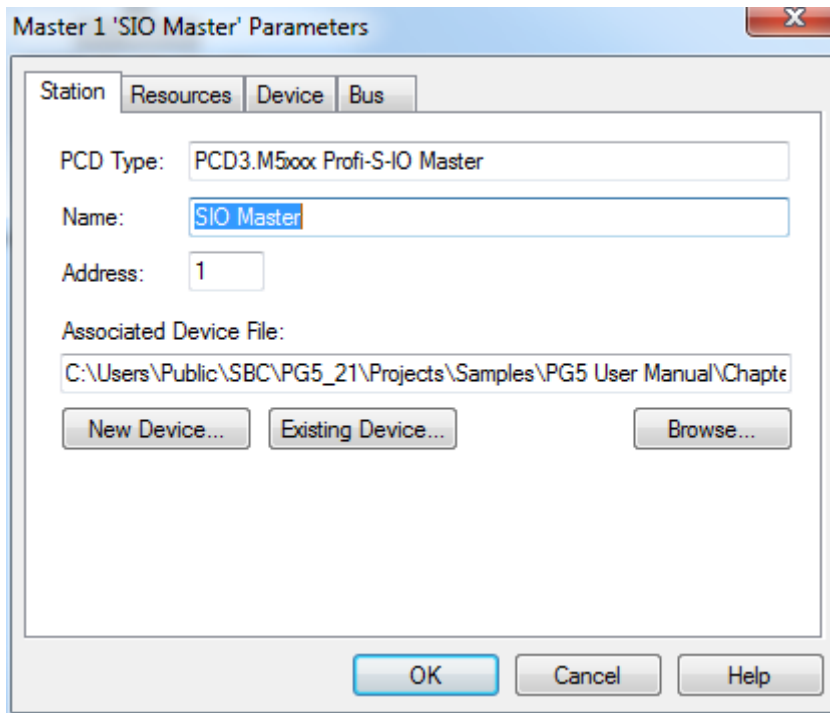 Master 1 'SIO Master' Parameters
Station Resources Device Bus
PCD Type: PCD3.M5xxx Profi-S-IO Master
Name: SIO Master
Address: 1
Associated Device File:
C:\Users\Public\SBC\PG5_21\Projects\Samples\PG5 User Manual\Chapte
New Device... Existing Device... Browse...
OK Cancel Help